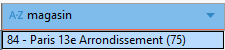 A-Z magasin
84 - Paris 13e Arrondissement (75)